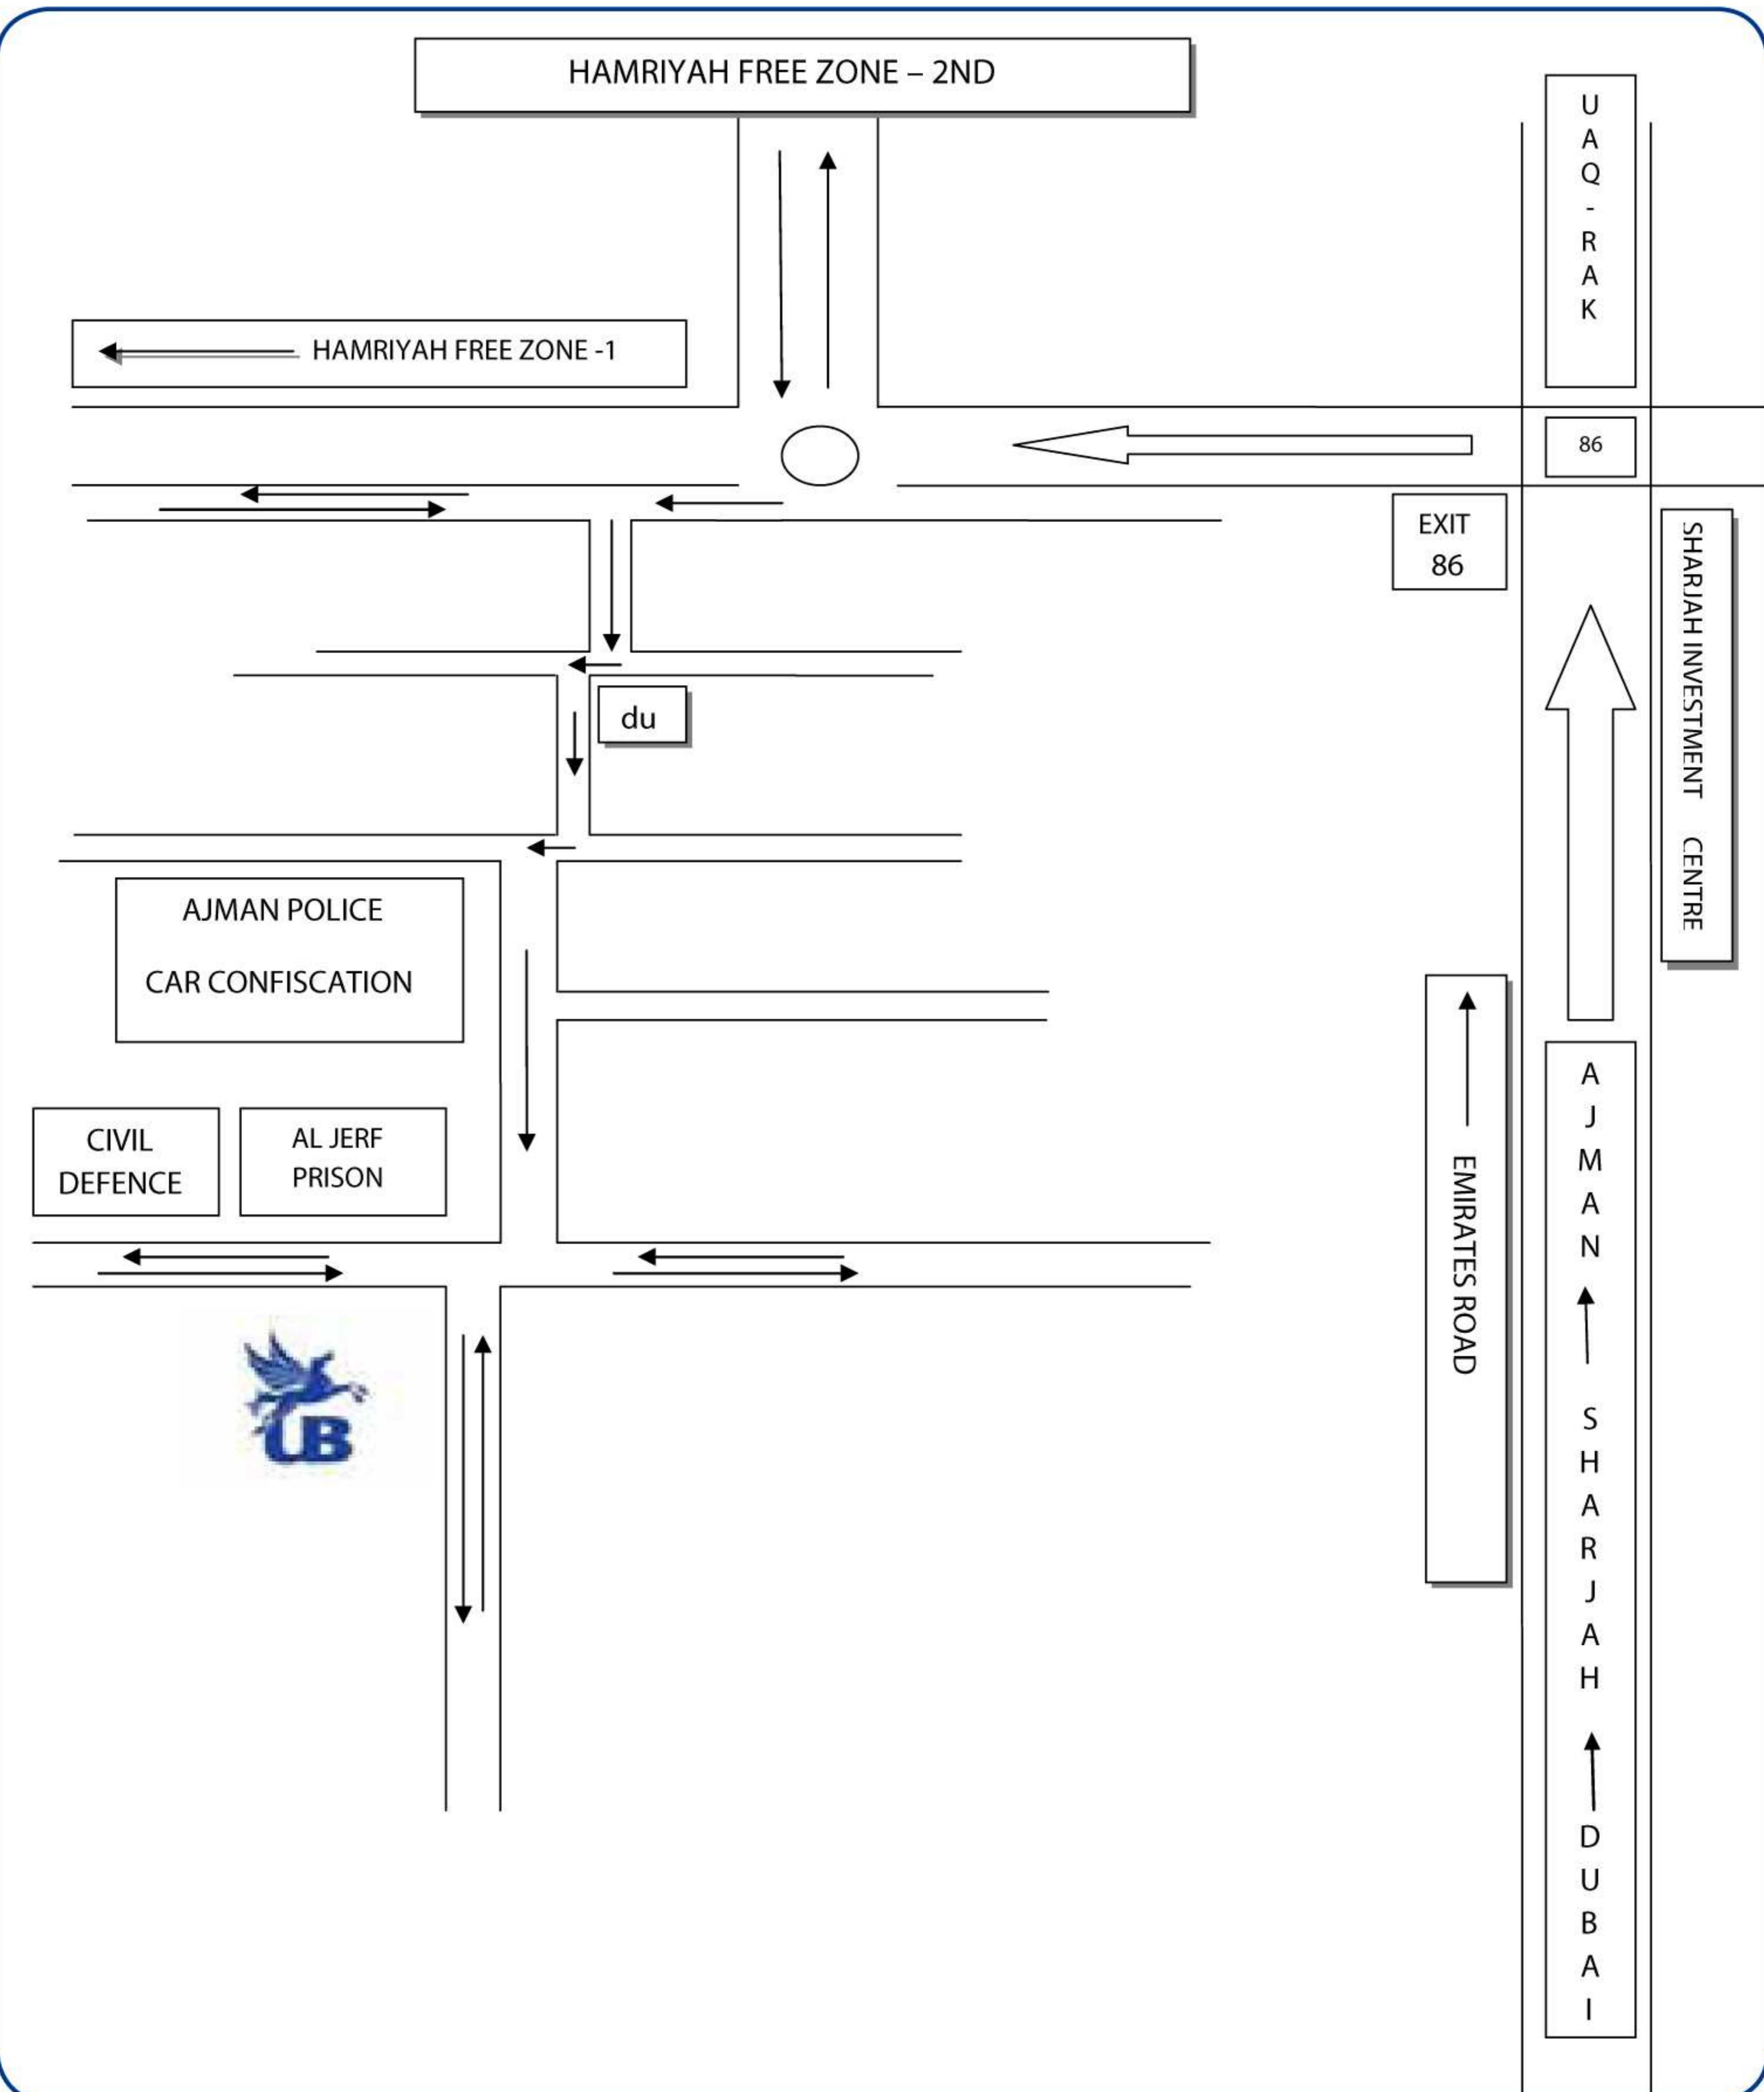 HAMRIYAH FREE ZONE – 2ND
UAQ-RAK
HAMRIYAH FREE ZONE -1
86
EXIT
86
SHARJAH INVESTMENT CENTRE
du
AJMAN POLICE
CAR CONFISCATION
CIVIL
DEFENCE
AL JERF
PRISON
EMIRATES ROAD
AJMAN
SHARJAH
DUBAI
UB